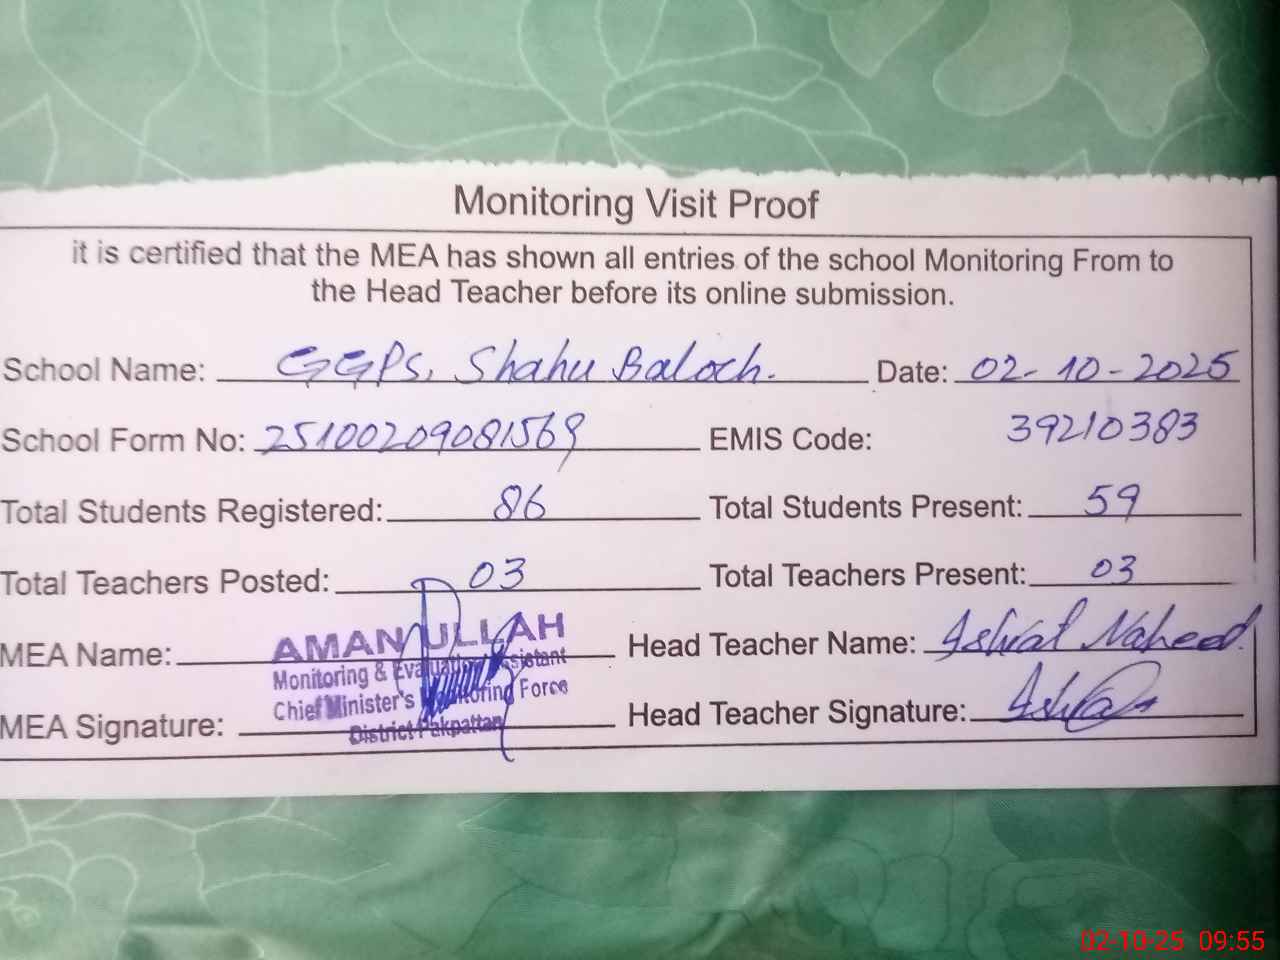 Monitoring Visit Proof
it is certified that the MEA has shown all entries of the school Monitoring From to
the Head Teacher before its online submission.
School Name: GGPS, Shahu Baloch. Date: 02-10-2025
School Form No: 25100209081569 EMIS Code: 39210383
Total Students Registered: 86 Total Students Present: 59
Total Teachers Posted: 03 Total Teachers Present: 03
MEA Name: AMAN ULLAH Head Teacher Name: Ishrat Naheed.
Monitoring & Evaluation Assistant
Chief Minister's Monitoring Force
MEA Signature: District Pakpattan Head Teacher Signature:
02-10-25 09:55